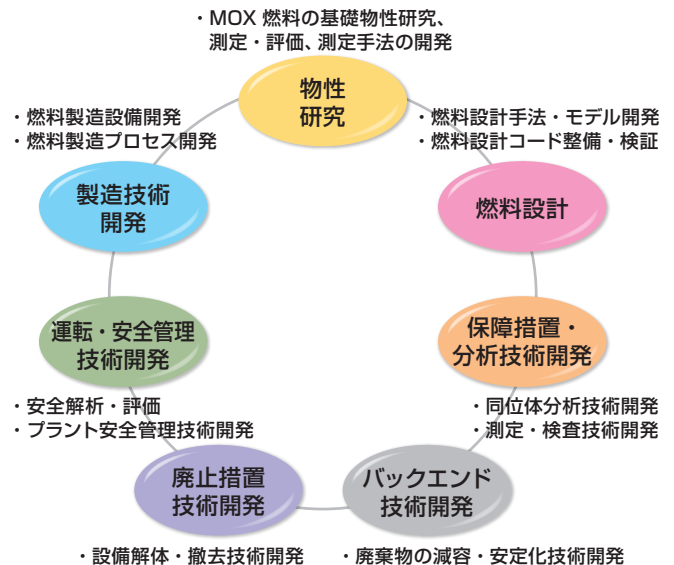 ・MOX 燃料の基礎物性研究、
測定・評価、測定手法の開発
物性
研究
・燃料製造設備開発
・燃料製造プロセス開発
・燃料設計手法・モデル開発
・燃料設計コード整備・検証
製造技術
開発
燃料設計
運転・安全管理
技術開発
保障措置・
分析技術開発
・安全解析・評価
・プラント安全管理技術開発
・同位体分析技術開発
・測定・検査技術開発
廃止措置
技術開発
バックエンド
技術開発
・設備解体・撤去技術開発
・廃棄物の減容・安定化技術開発